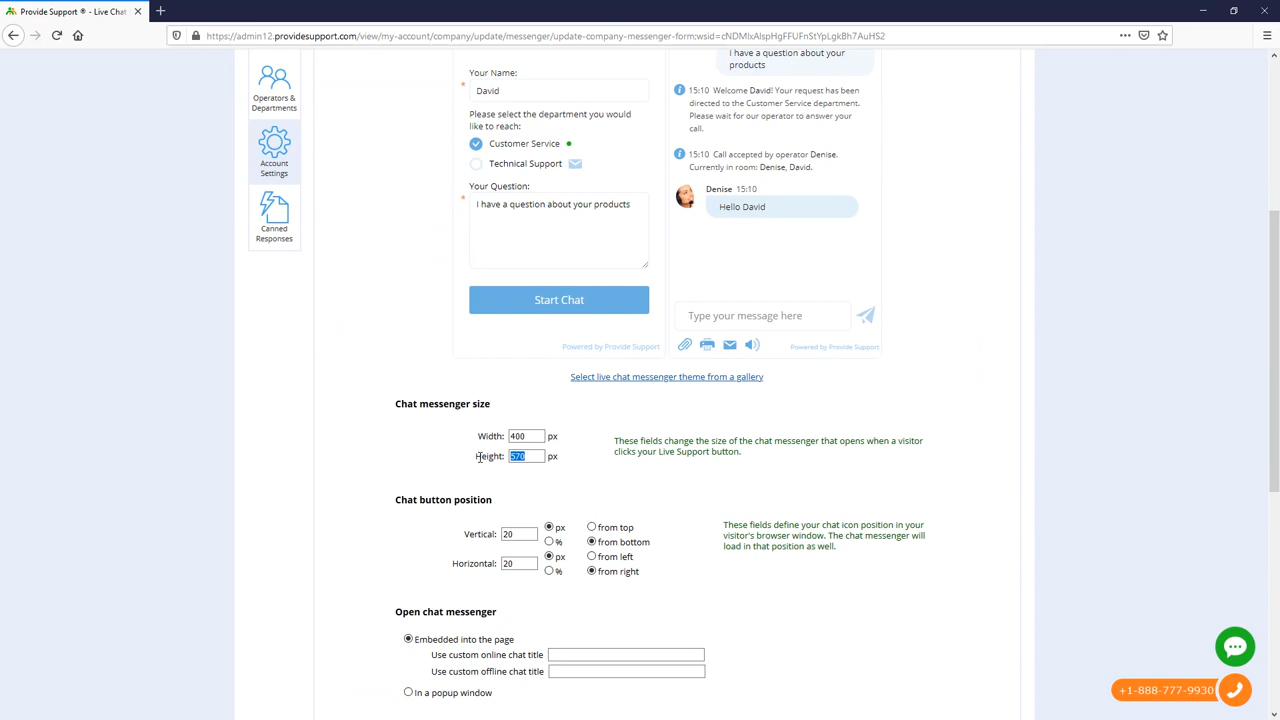 Provide Support ® - Live Chat
https://admin12.providesupport.com/view/my-account/company/update/messenger/update-company-messenger-form;wsid=cNDMIxAlspHgFFUFnStYpLgkBh7AuHS2
Operators &
Departments
Account
Settings
Canned
Responses
Your Name:
* David
Please select the department you would
like to reach:
Customer Service
Technical Support
Your Question:
* I have a question about your products
Start Chat
Powered by Provide Support
I have a question about your
products
15:10 Welcome David! Your request has been
directed to the Customer Service department.
Please wait for our operator to answer your
call.
15:10 Call accepted by operator Denise.
Currently in room: Denise, David.
Denise 15:10
Hello David
Type your message here
Powered by Provide Support
Select live chat messenger theme from a gallery
Chat messenger size
Width: 400 px
Height: 570 px
These fields change the size of the chat messenger that opens when a visitor
clicks your Live Support button.
Chat button position
Vertical: 20 px from top
% from bottom
Horizontal: 20 px from left
% from right
These fields define your chat icon position in your
visitor's browser window. The chat messenger will
load in that position as well.
Open chat messenger
Embedded into the page
Use custom online chat title
Use custom offline chat title
In a popup window
+1-888-777-9930